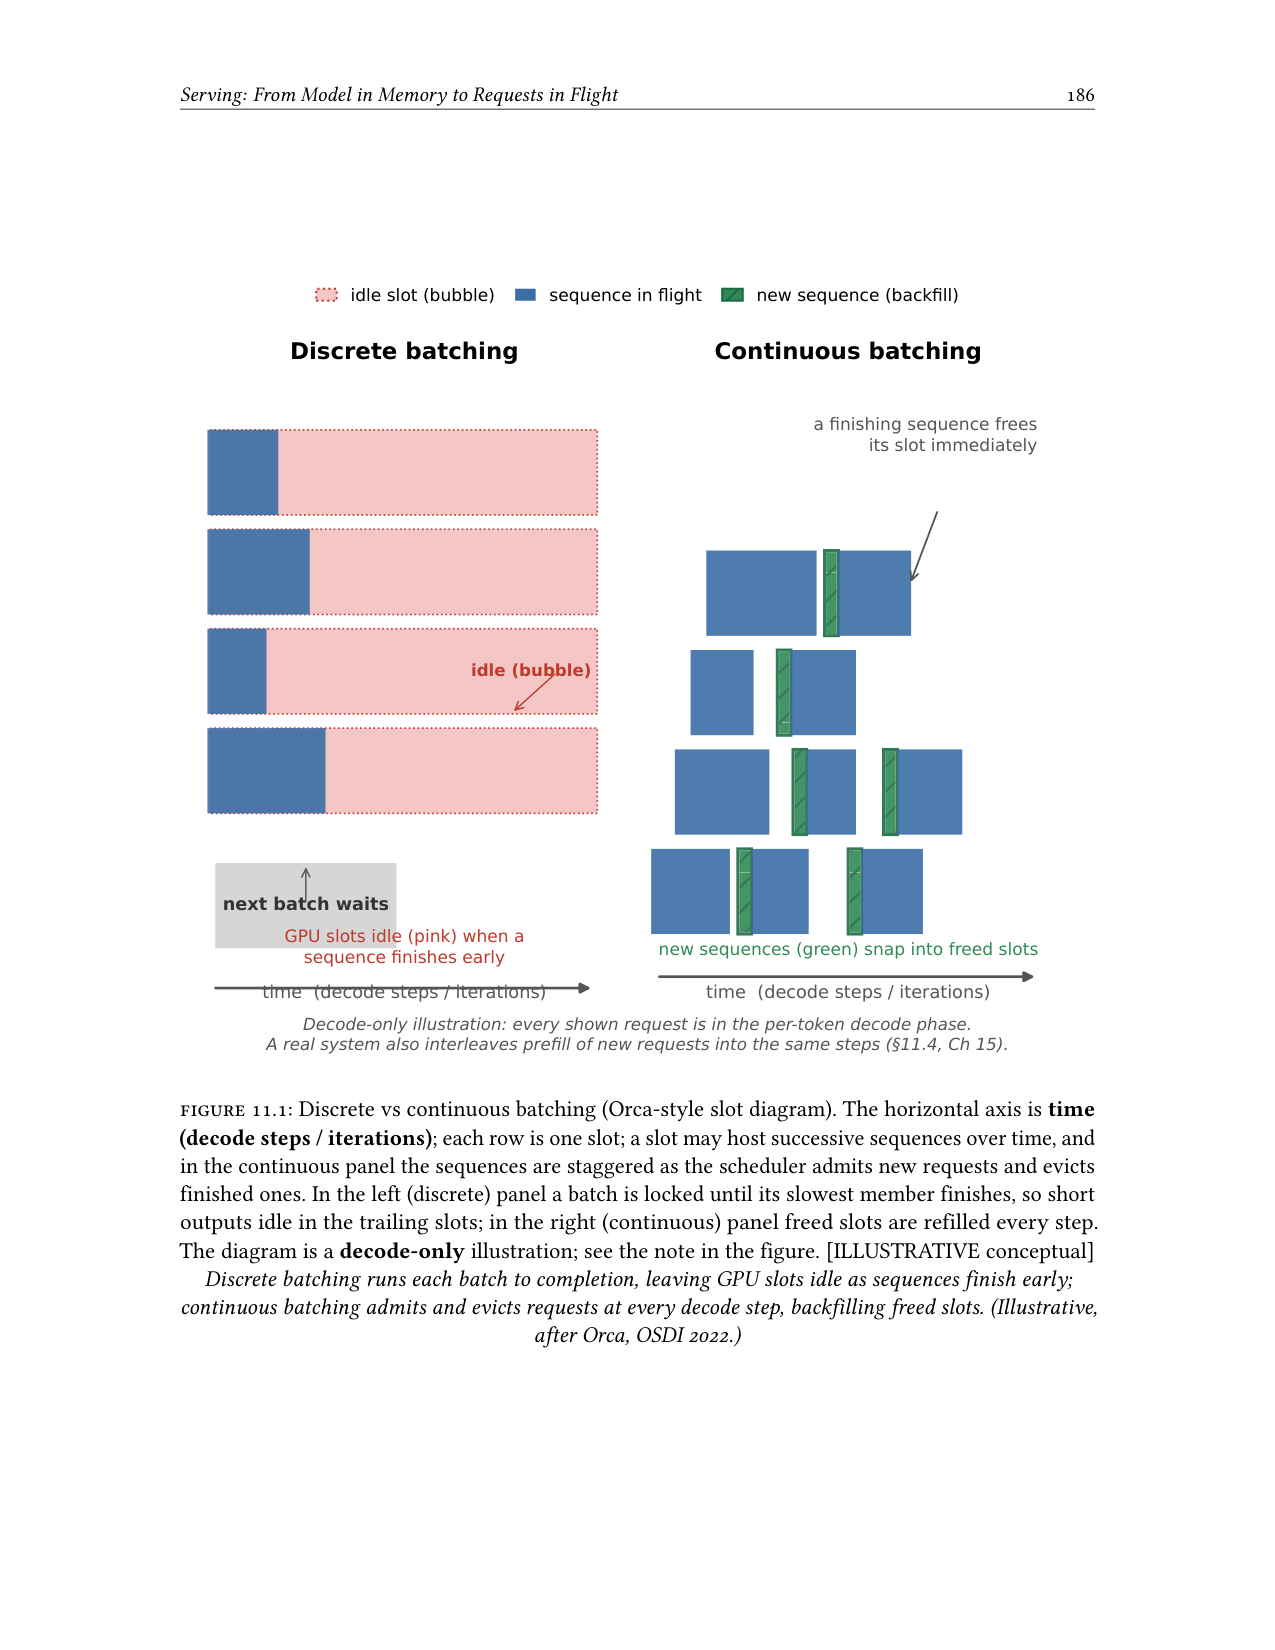 Serving: From Model in Memory to Requests in Flight 186
idle slot (bubble) sequence in flight new sequence (backfill)
Discrete batching
idle (bubble)
next batch waits
GPU slots idle (pink) when a
sequence finishes early
time (decode steps / iterations)
Continuous batching
a finishing sequence frees
its slot immediately
new sequences (green) snap into freed slots
time (decode steps / iterations)
Decode-only illustration: every shown request is in the per-token decode phase.
A real system also interleaves prefill of new requests into the same steps (§11.4, Ch 15).
FIGURE 11.1: Discrete vs continuous batching (Orca-style slot diagram). The horizontal axis is time
(decode steps / iterations); each row is one slot; a slot may host successive sequences over time, and
in the continuous panel the sequences are staggered as the scheduler admits new requests and evicts
finished ones. In the left (discrete) panel a batch is locked until its slowest member finishes, so short
outputs idle in the trailing slots; in the right (continuous) panel freed slots are refilled every step.
The diagram is a decode-only illustration; see the note in the figure. [ILLUSTRATIVE conceptual]
Discrete batching runs each batch to completion, leaving GPU slots idle as sequences finish early;
continuous batching admits and evicts requests at every decode step, backfilling freed slots. (Illustrative,
after Orca, OSDI 2022.)